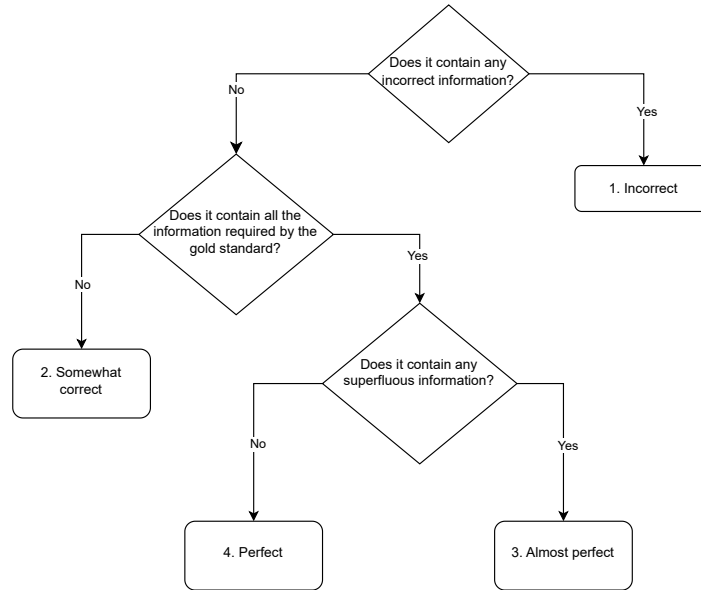 Does it contain any
incorrect information?
No
Yes
1. Incorrect
Does it contain all the
information required by the
gold standard?
No
Yes
2. Somewhat
correct
Does it contain any
superfluous information?
No
Yes
4. Perfect
3. Almost perfect